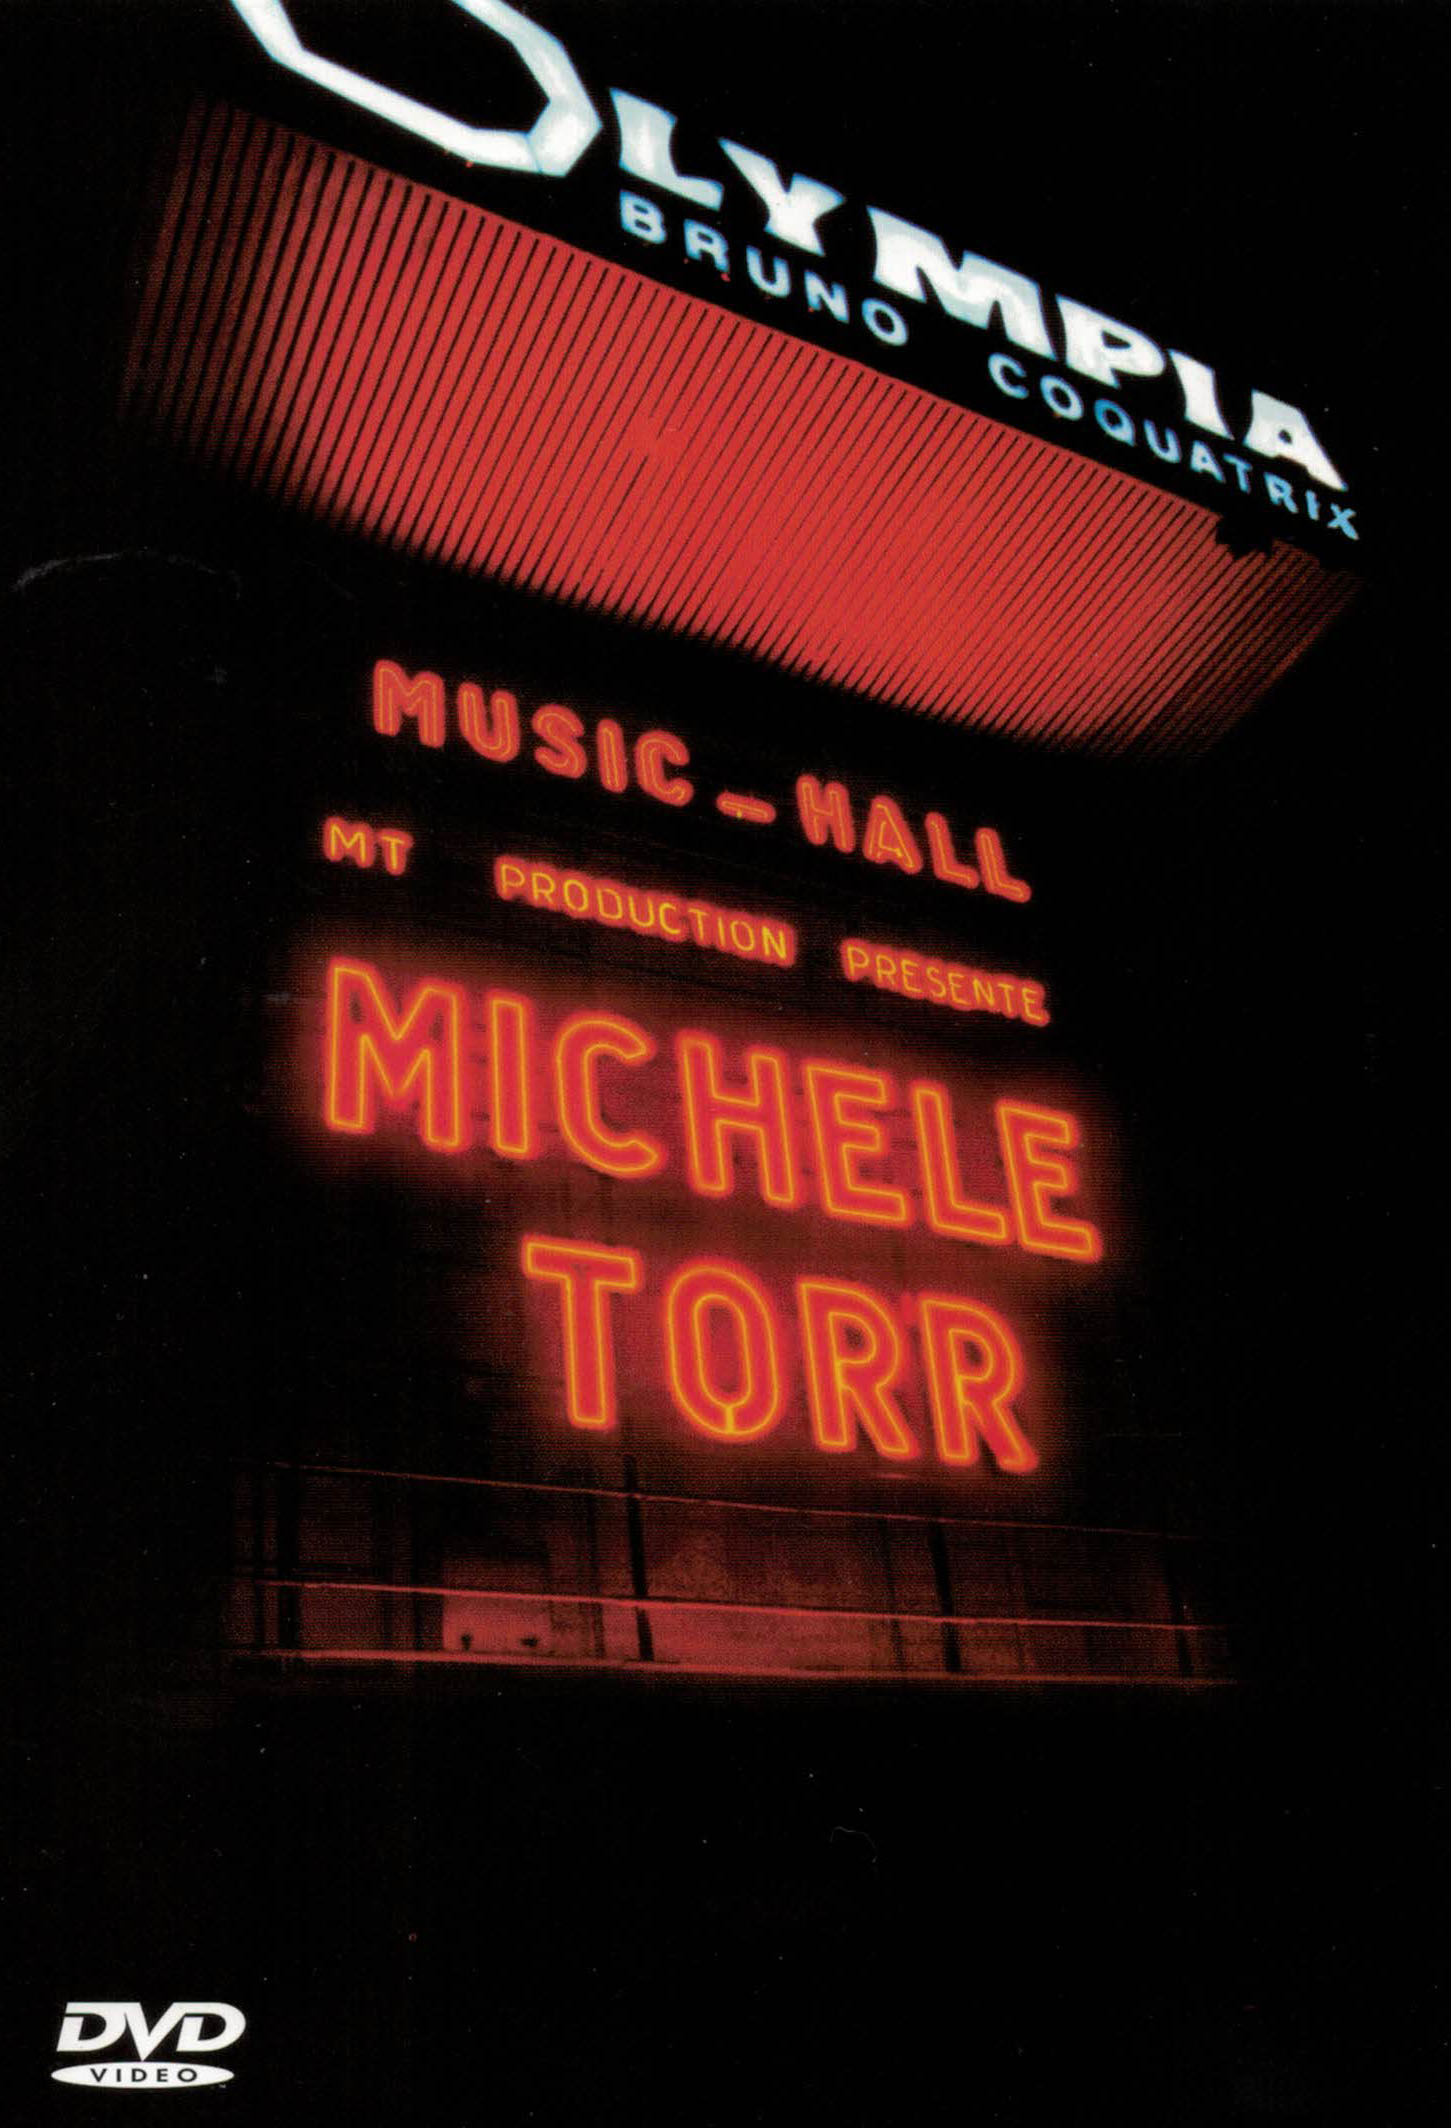 OLYMPIA
BRUNO COQUATRIX
MUSIC-HALL
MT PRODUCTION PRESENTE
MICHELE
TORR
DVD
VIDEO